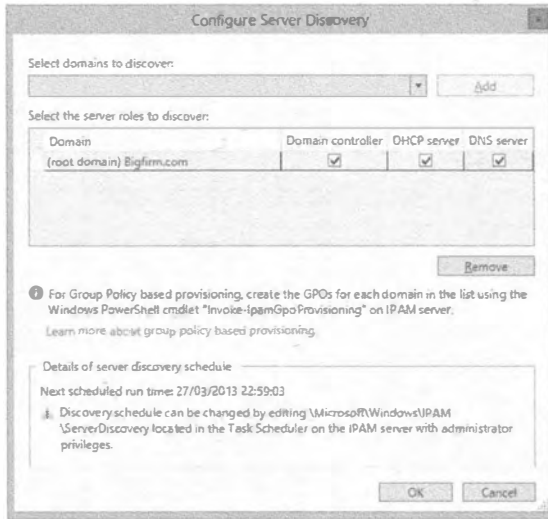 Configure Server Discovery
Select domains to discover:
Add
Select the server roles to discover:
Domain Domain controller DHCP server DNS server
(root domain) Bigfirm.com
Remove
For Group Policy based provisioning, create the GPOs for each domain in the list using the
Windows PowerShell cmdlet "Invoke-IpamGpoProvisioning" on IPAM server.
Learn more about group policy based provisioning.
Details of server discovery schedule
Next scheduled run time: 27/03/2013 22:59:03
Discovery schedule can be changed by editing \Microsoft\Windows\IPAM
\ServerDiscovery located in the Task Scheduler on the IPAM server with administrator
privileges.
OK Cancel